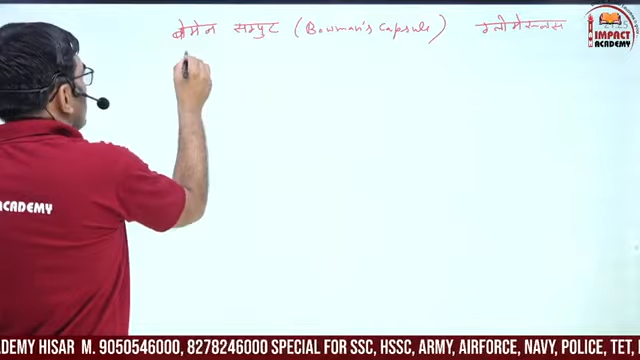 बोमेन सम्पुट (Bowman's Capsule) ग्लोमेरुलस
IMPACT
ACADEMY
ACADEMY
ADEMY HISAR M. 9050546000, 8278246000 SPECIAL FOR SSC, HSSC, ARMY, AIRFORCE, NAVY, POLICE, TET,